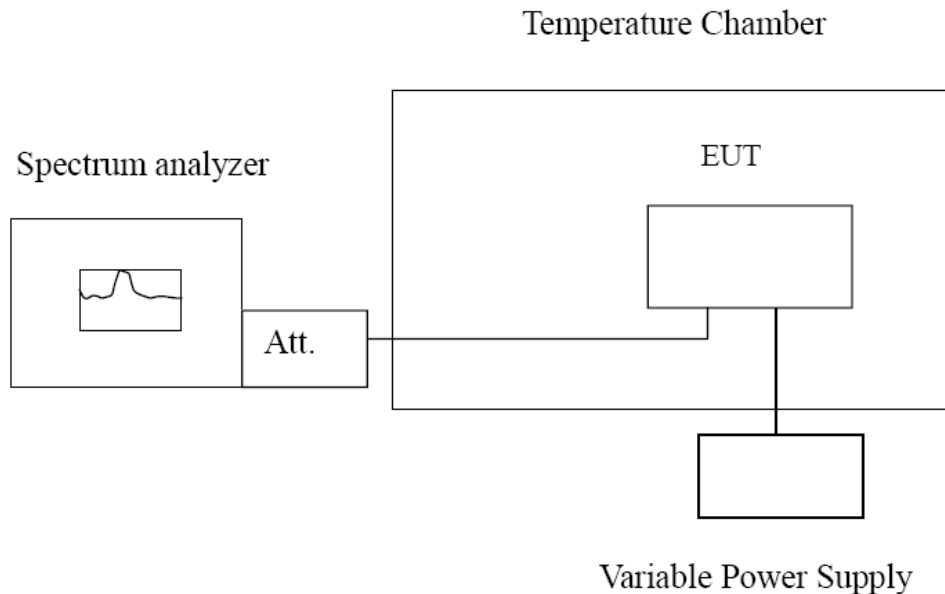 Temperature Chamber
Spectrum analyzer
EUT
Att.
Variable Power Supply